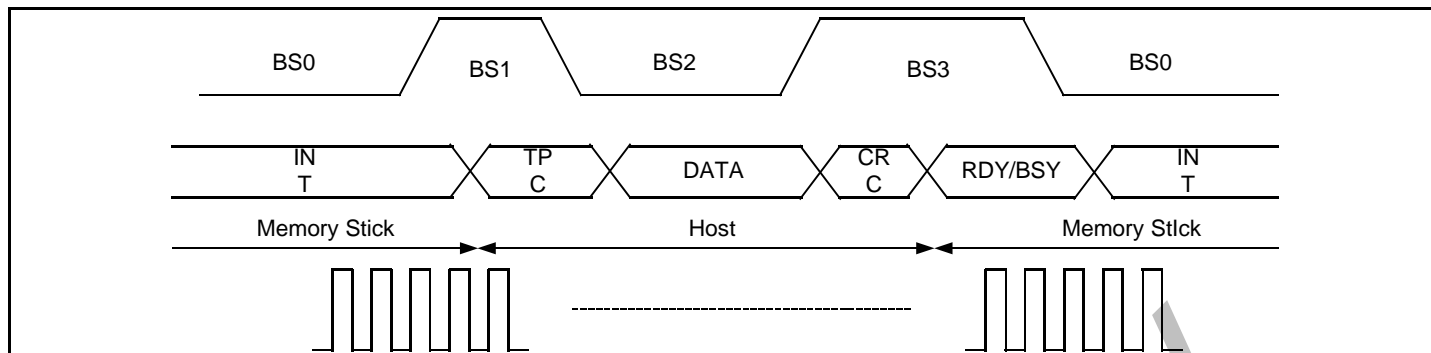 BS0 BS1 BS2 BS3 BS0
IN
T
TP
C
DATA
CR
C
RDY/BSY
IN
T
Memory Stick Host Memory StIck